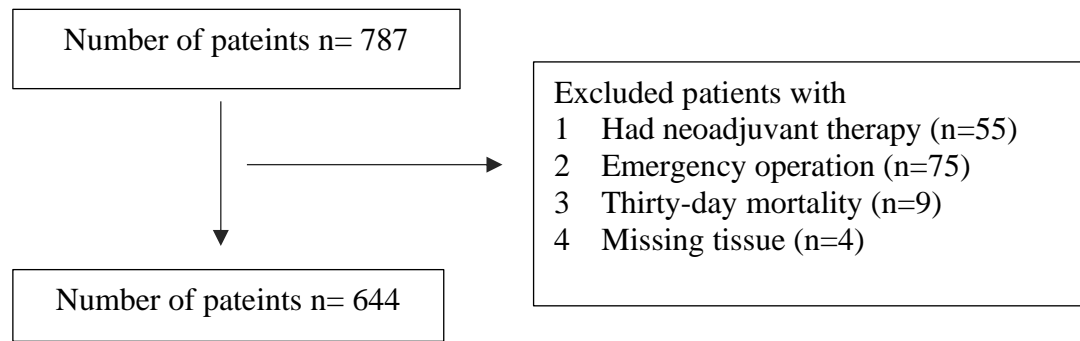 Number of pateints n= 787
Excluded patients with
1 Had neoadjuvant therapy (n=55)
2 Emergency operation (n=75)
3 Thirty-day mortality (n=9)
4 Missing tissue (n=4)
Number of pateints n= 644